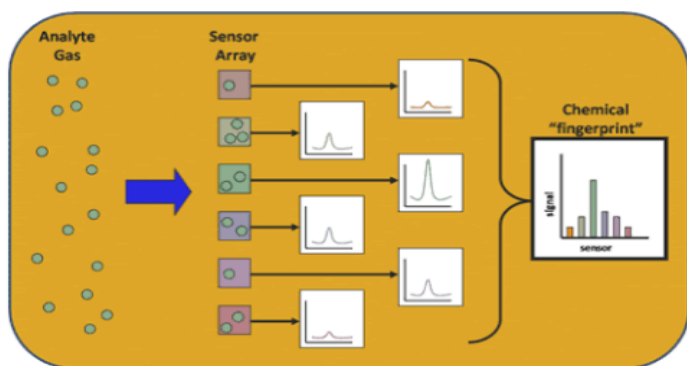 Analyte
Gas
Sensor
Array
Chemical
"fingerprint"
signal
sensor